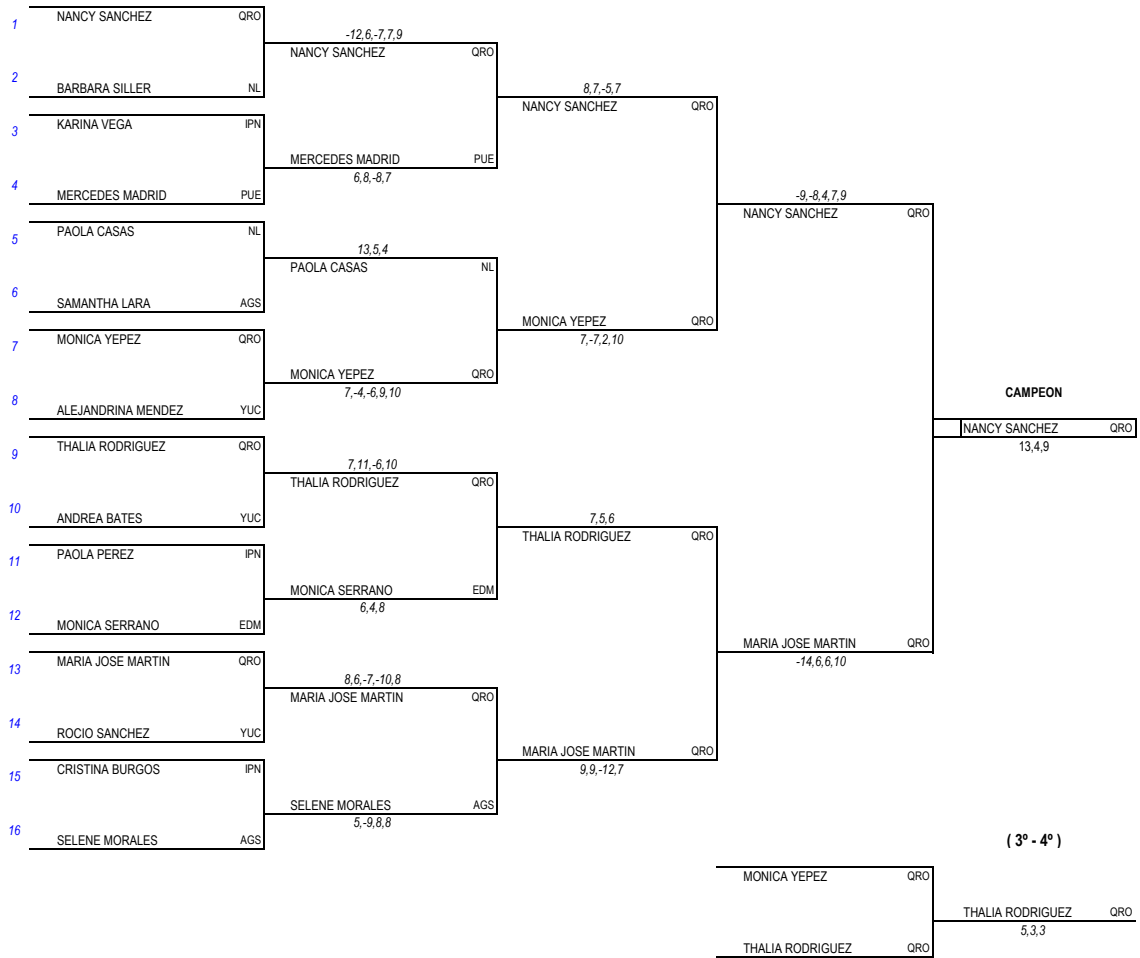 1 NANCY SANCHEZ QRO
-12,6,-7,7,9
NANCY SANCHEZ QRO
2 BARBARA SILLER NL
8,7,-5,7
NANCY SANCHEZ QRO
3 KARINA VEGA IPN
MERCEDES MADRID PUE
6,8,-8,7
4 MERCEDES MADRID PUE
-9,-8,4,7,9
NANCY SANCHEZ QRO
5 PAOLA CASAS NL
13,5,4
PAOLA CASAS NL
6 SAMANTHA LARA AGS
MONICA YEPEZ QRO
7,-7,2,10
7 MONICA YEPEZ QRO
MONICA YEPEZ QRO
7,-4,-6,9,10
8 ALEJANDRINA MENDEZ YUC
CAMPEON
NANCY SANCHEZ QRO
13,4,9
9 THALIA RODRIGUEZ QRO
7,11,-6,10
THALIA RODRIGUEZ QRO
10 ANDREA BATES YUC
7,5,6
THALIA RODRIGUEZ QRO
11 PAOLA PEREZ IPN
MONICA SERRANO EDM
6,4,8
12 MONICA SERRANO EDM
MARIA JOSE MARTIN QRO
-14,6,6,10
13 MARIA JOSE MARTIN QRO
8,6,-7,-10,8
MARIA JOSE MARTIN QRO
14 ROCIO SANCHEZ YUC
MARIA JOSE MARTIN QRO
9,9,-12,7
15 CRISTINA BURGOS IPN
SELENE MORALES AGS
5,-9,8,8
16 SELENE MORALES AGS
( 3º - 4º )
MONICA YEPEZ QRO
THALIA RODRIGUEZ QRO
5,3,3
THALIA RODRIGUEZ QRO